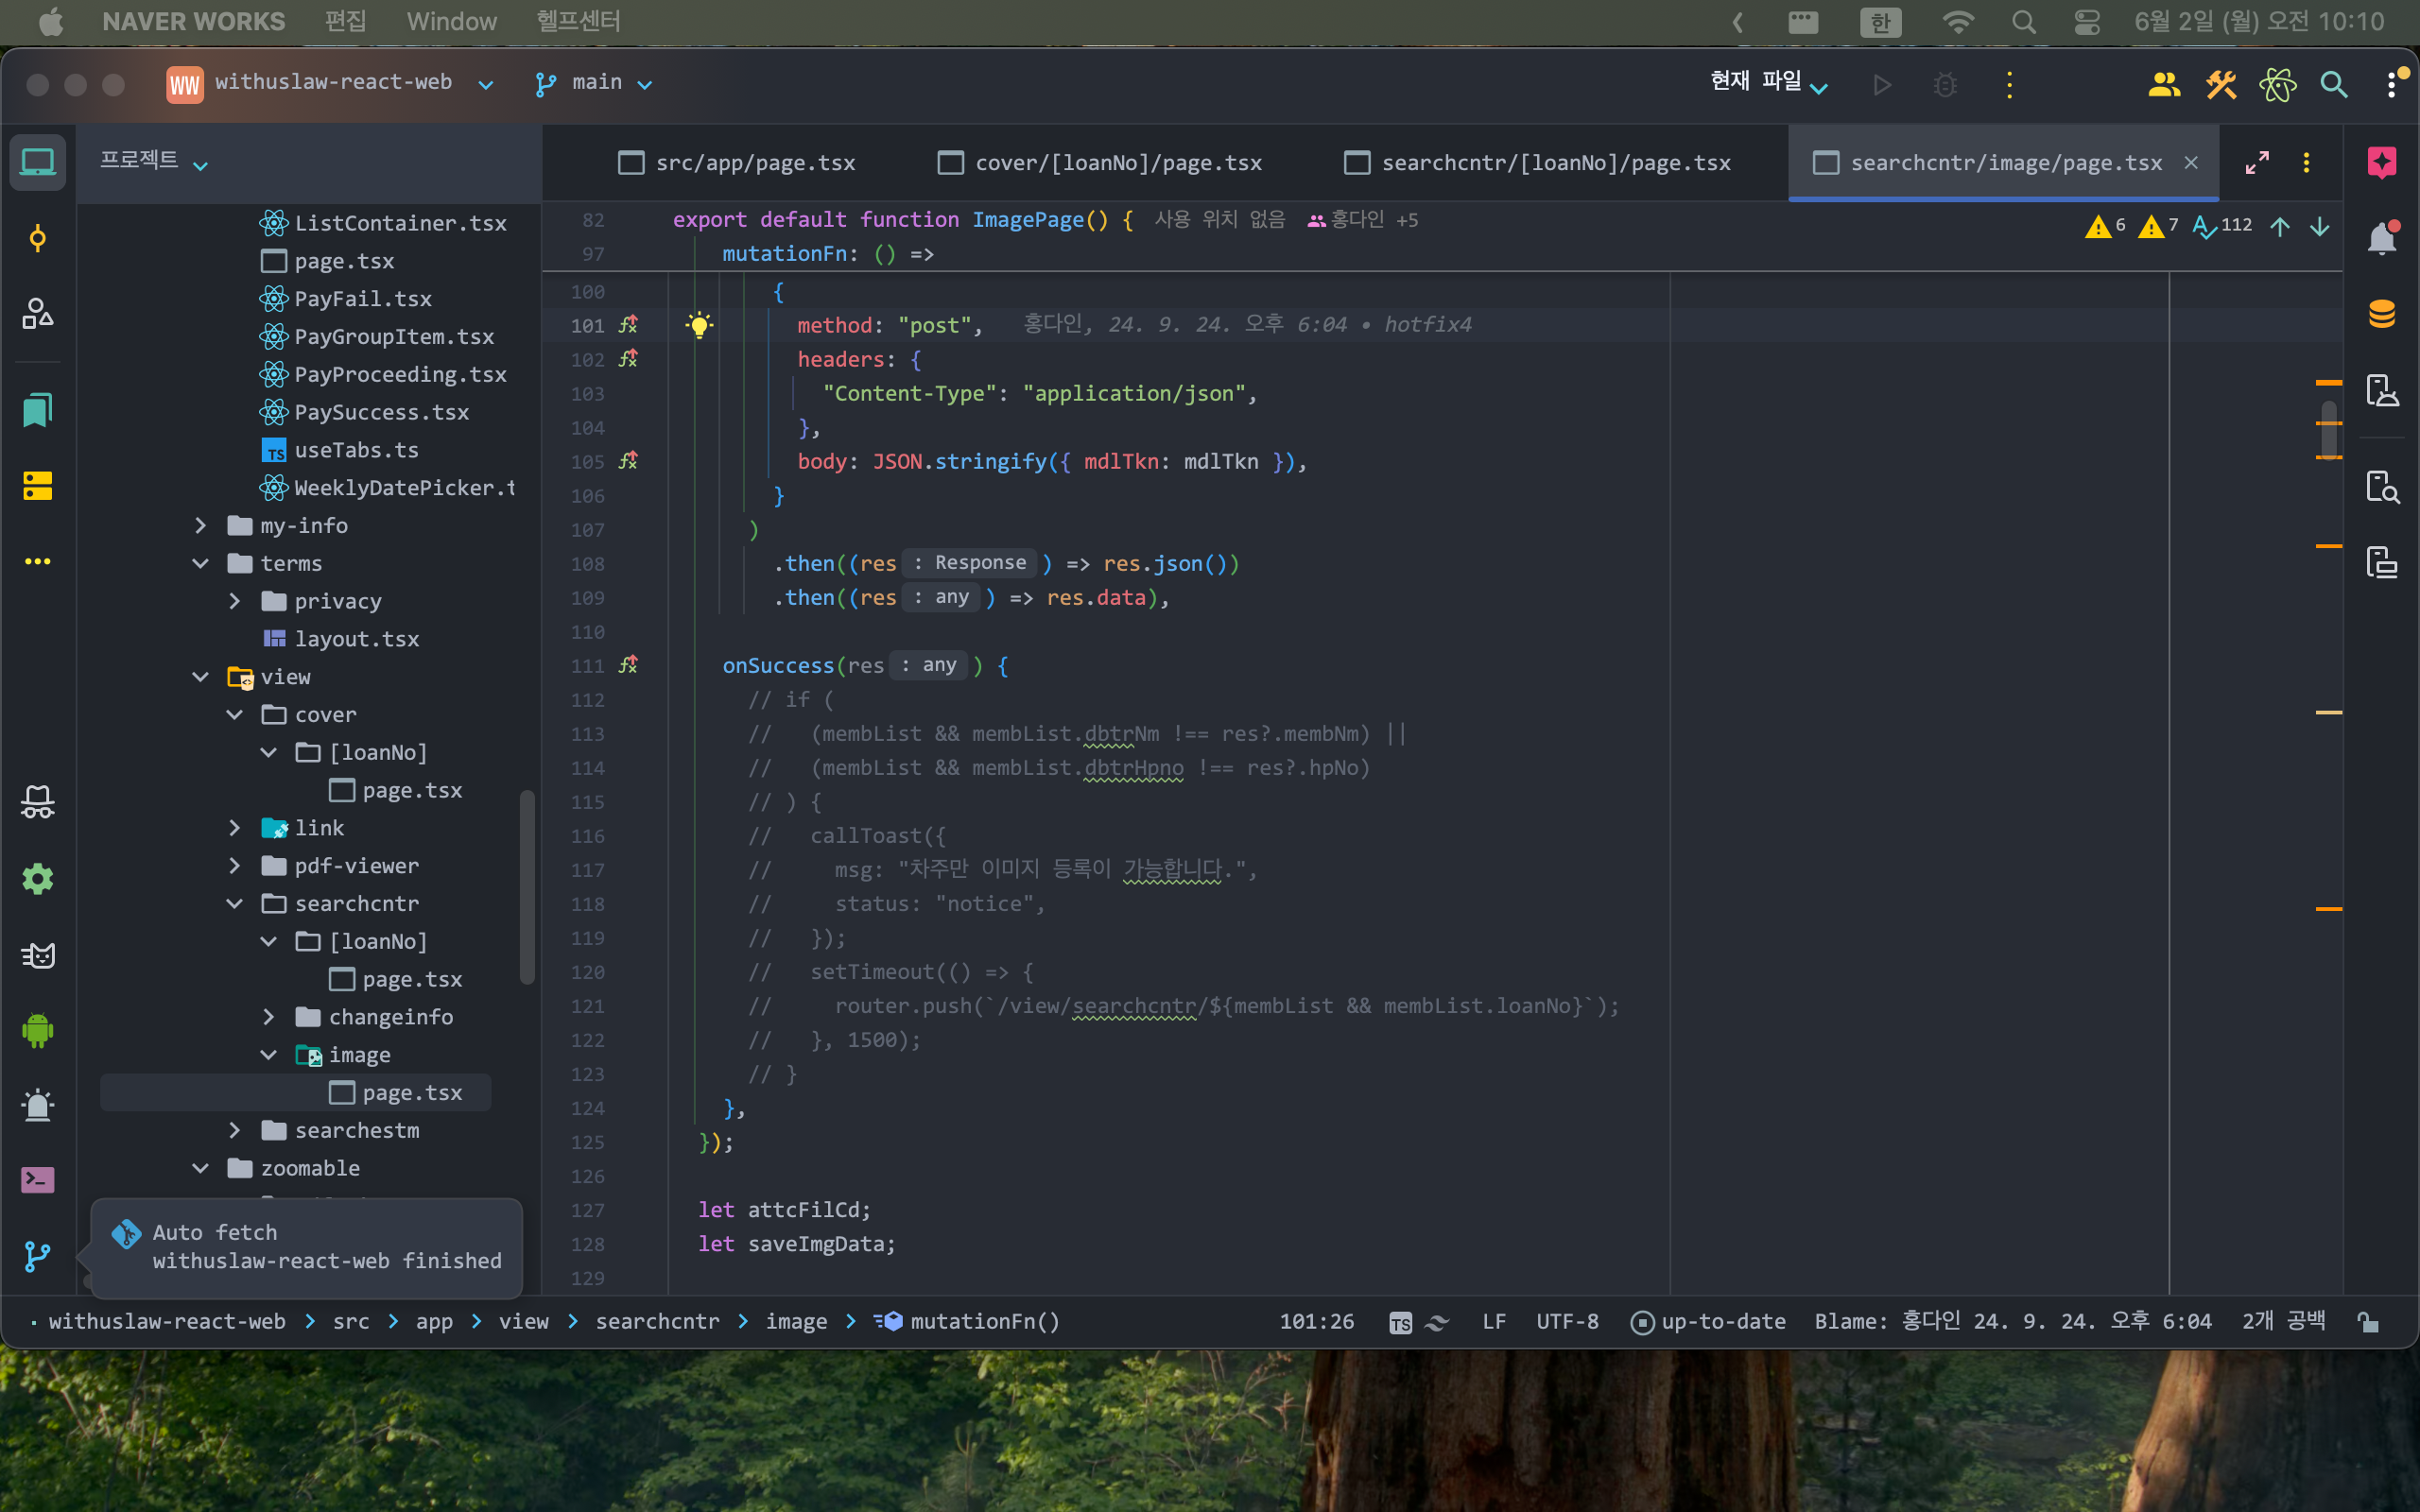 NAVER WORKS 편집 Window 헬프센터 한 6월 2일 (월) 오전 10:10
WW withuslaw-react-web main 현재 파일
프로젝트
src/app/page.tsx cover/[loanNo]/page.tsx searchcntr/[loanNo]/page.tsx searchcntr/image/page.tsx
ListContainer.tsx
page.tsx
PayFail.tsx
PayGroupItem.tsx
PayProceeding.tsx
PaySuccess.tsx
TS useTabs.ts
WeeklyDatePicker.t
my-info
terms
privacy
layout.tsx
view
cover
[loanNo]
page.tsx
link
pdf-viewer
searchcntr
[loanNo]
page.tsx
changeinfo
image
page.tsx
searchestm
zoomable
Auto fetch
withuslaw-react-web finished
6 7 112
82 export default function ImagePage() { 사용 위치 없음 홍다인 +5
97 mutationFn: () =>
100 {
101 method: "post", 홍다인, 24. 9. 24. 오후 6:04 • hotfix4
102 headers: {
103 "Content-Type": "application/json",
104 },
105 body: JSON.stringify({ mdlTkn: mdlTkn }),
106 }
107 )
108 .then((res : Response ) => res.json())
109 .then((res : any ) => res.data),
110
111 onSuccess(res : any ) {
112 // if (
113 // (membList && membList.dbtrNm !== res?.membNm) ||
114 // (membList && membList.dbtrHpno !== res?.hpNo)
115 // ) {
116 // callToast({
117 // msg: "차주만 이미지 등록이 가능합니다.",
118 // status: "notice",
119 // });
120 // setTimeout(() => {
121 // router.push(`/view/searchcntr/${membList && membList.loanNo}`);
122 // }, 1500);
123 // }
124 },
125 });
126
127 let attcFilCd;
128 let saveImgData;
129
withuslaw-react-web > src > app > view > searchcntr > image > mutationFn() 101:26 TS LF UTF-8 up-to-date Blame: 홍다인 24. 9. 24. 오후 6:04 2개 공백